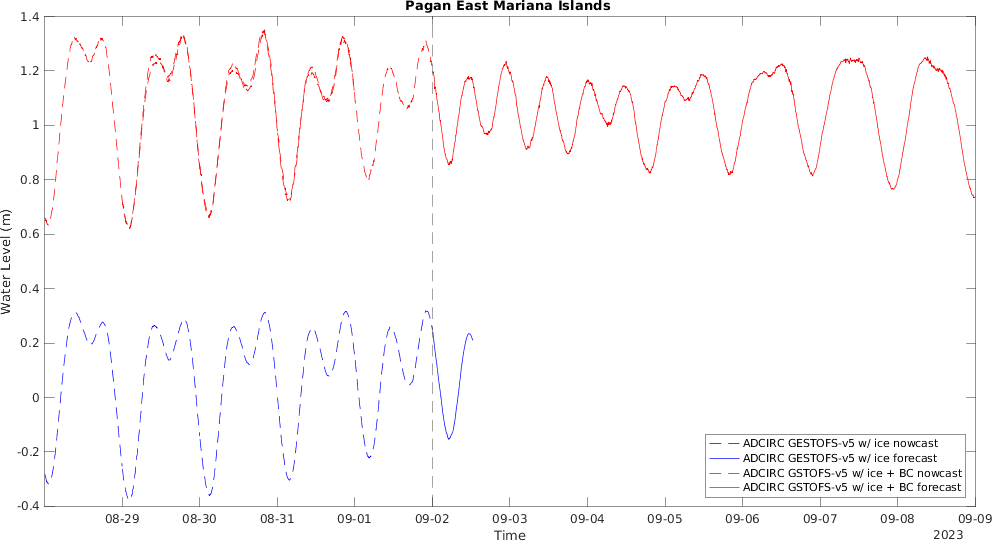 Pagan East Mariana Islands
1.4
1.2
1
0.8
0.6
0.4
0.2
0
-0.2
-0.4
Water Level (m)
ADCIRC GESTOFS-v5 w/ ice nowcast
ADCIRC GESTOFS-v5 w/ ice forecast
ADCIRC GSTOFS-v5 w/ ice + BC nowcast
ADCIRC GSTOFS-v5 w/ ice + BC forecast
08-29 08-30 08-31 09-01 09-02 09-03 09-04 09-05 09-06 09-07 09-08 09-09
Time
2023